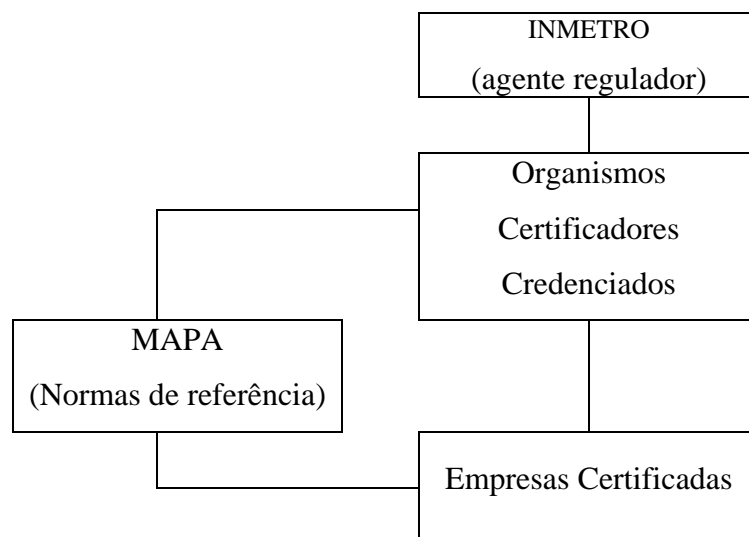 INMETRO
(agente regulador)
Organismos
Certificadores
Credenciados
MAPA
(Normas de referência)
Empresas Certificadas